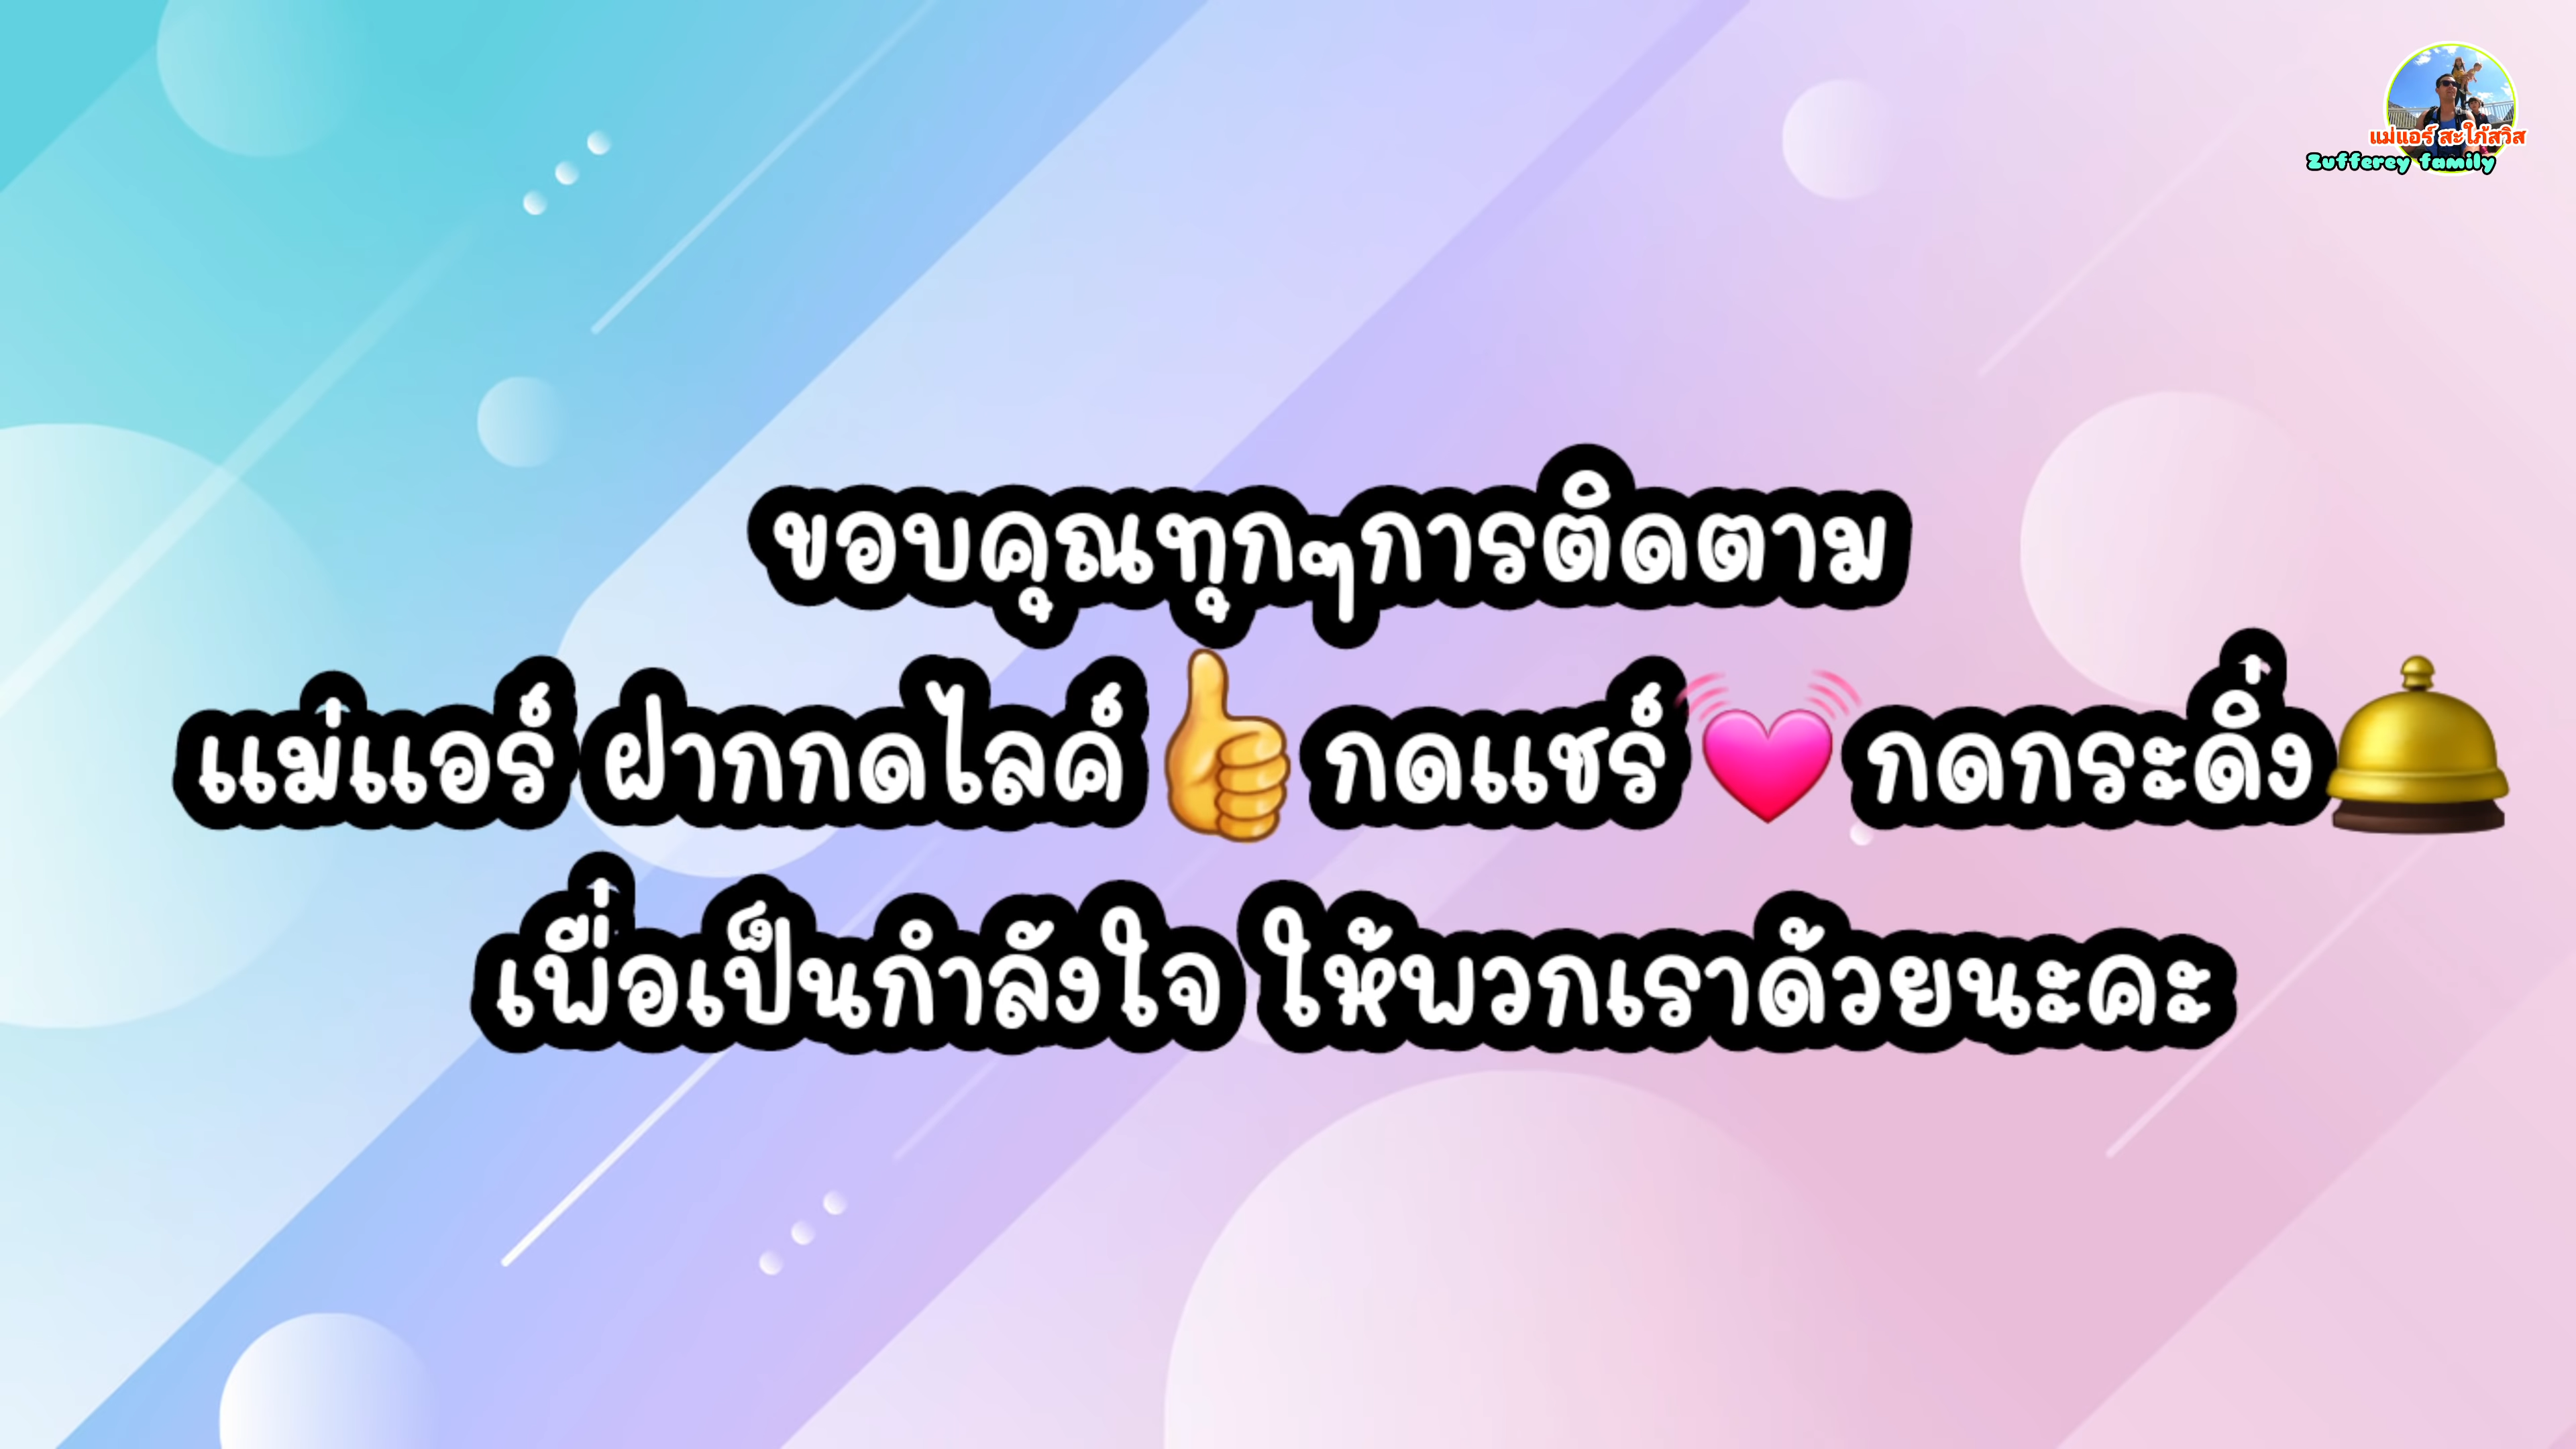 แม่แอร์ สะใภ้สวิส
Zufferey family
ขอบคุณทุกๆการติดตาม
แม่แอร์ ฝากกดไลค์👍กดแชร์💓กดกระดิ่ง🛎️
เพื่อเป็นกำลังใจ ให้พวกเราด้วยนะคะ